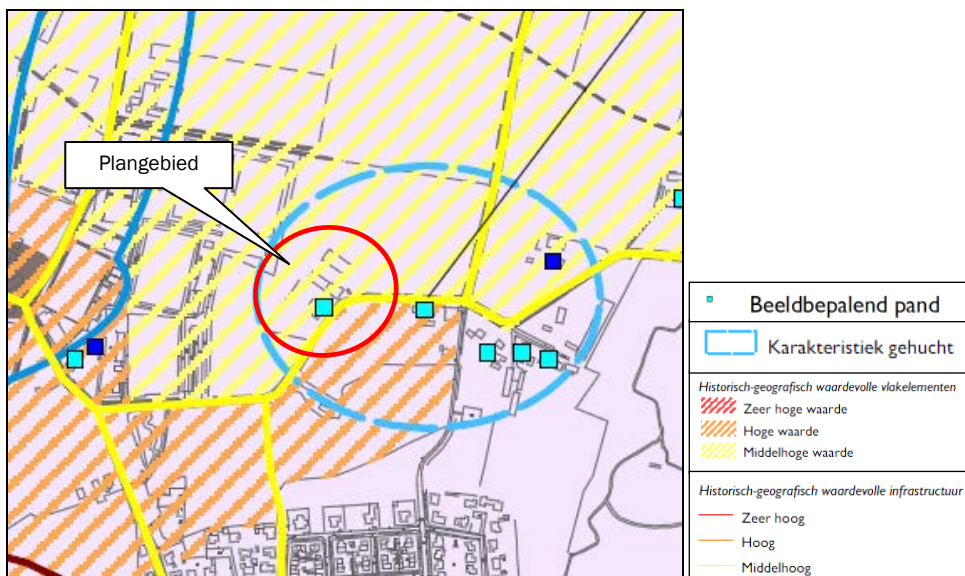 Plangebied
Beeldbepalend pand
Karakteristiek gehucht
Historisch-geografisch waardevolle vlakelementen
Zeer hoge waarde
Hoge waarde
Middelhoge waarde
Historisch-geografisch waardevolle infrastructuur
Zeer hoog
Hoog
Middelhoog